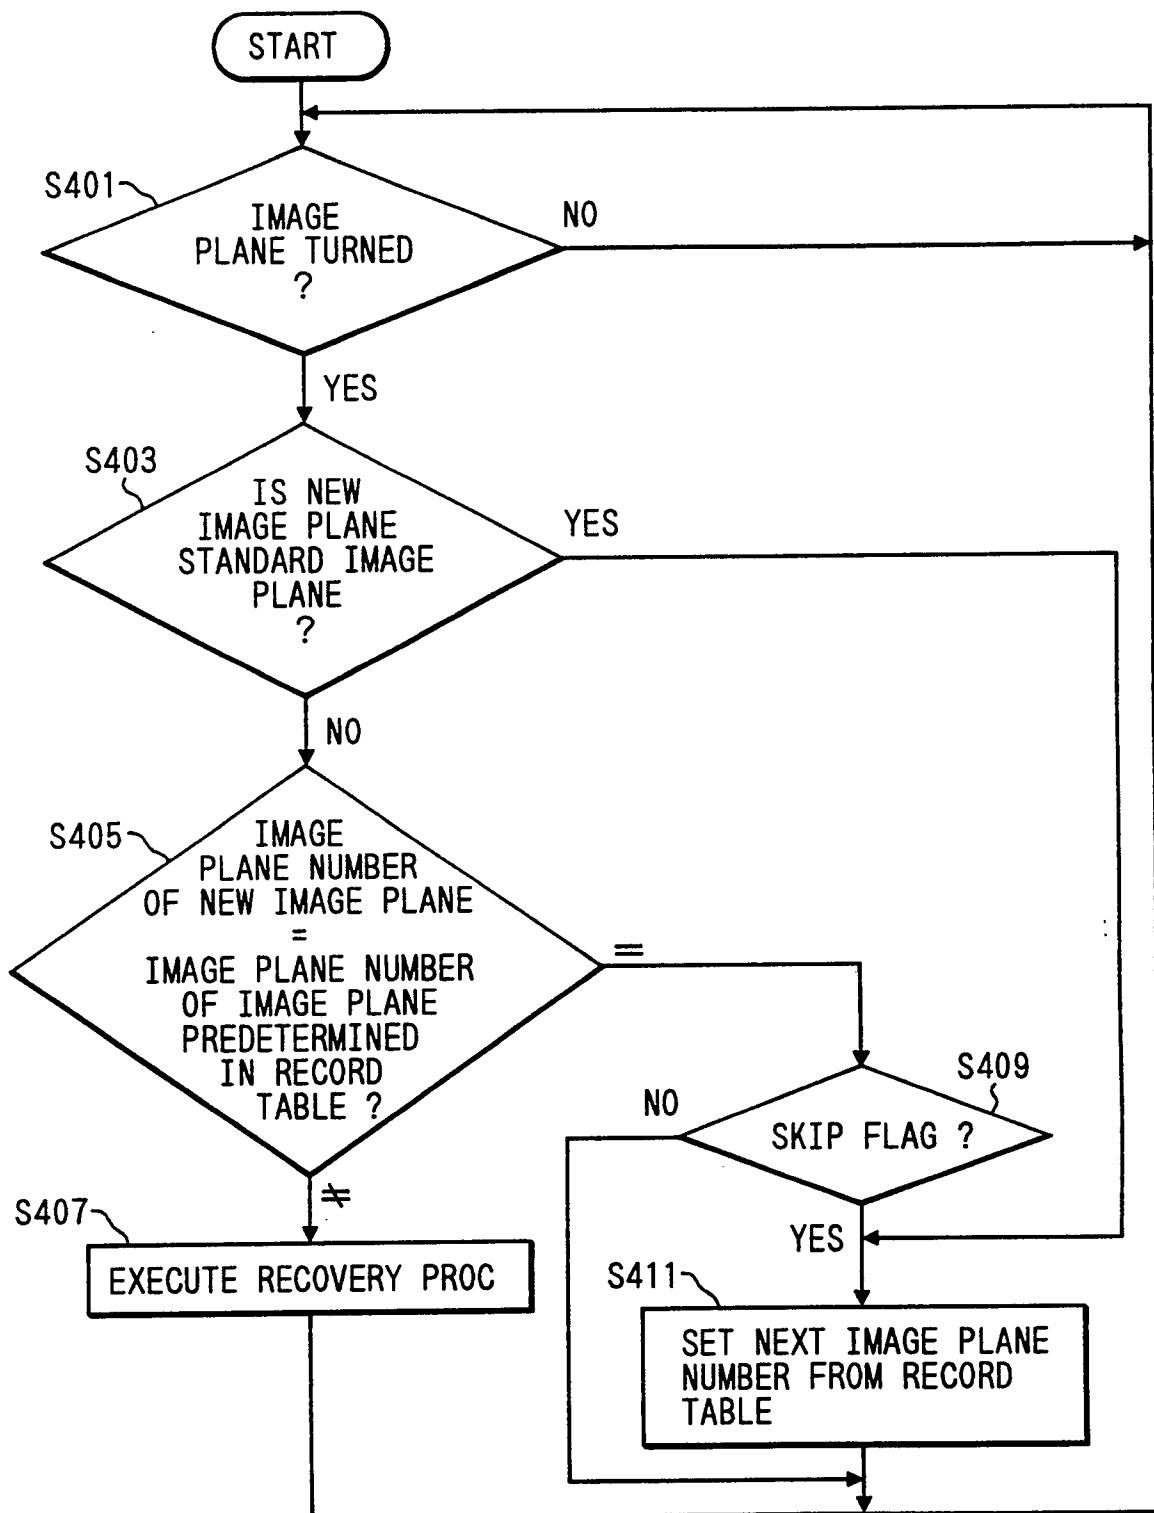 START
S401
IMAGE
PLANE TURNED
?
NO
YES
S403
IS NEW
IMAGE PLANE
STANDARD IMAGE
PLANE
?
YES
NO
S405
IMAGE
PLANE NUMBER
OF NEW IMAGE PLANE
=
IMAGE PLANE NUMBER
OF IMAGE PLANE
PREDETERMINED
IN RECORD
TABLE ?
=
≠
S407
EXECUTE RECOVERY PROC
S409
SKIP FLAG ?
NO
YES
S411
SET NEXT IMAGE PLANE
NUMBER FROM RECORD
TABLE